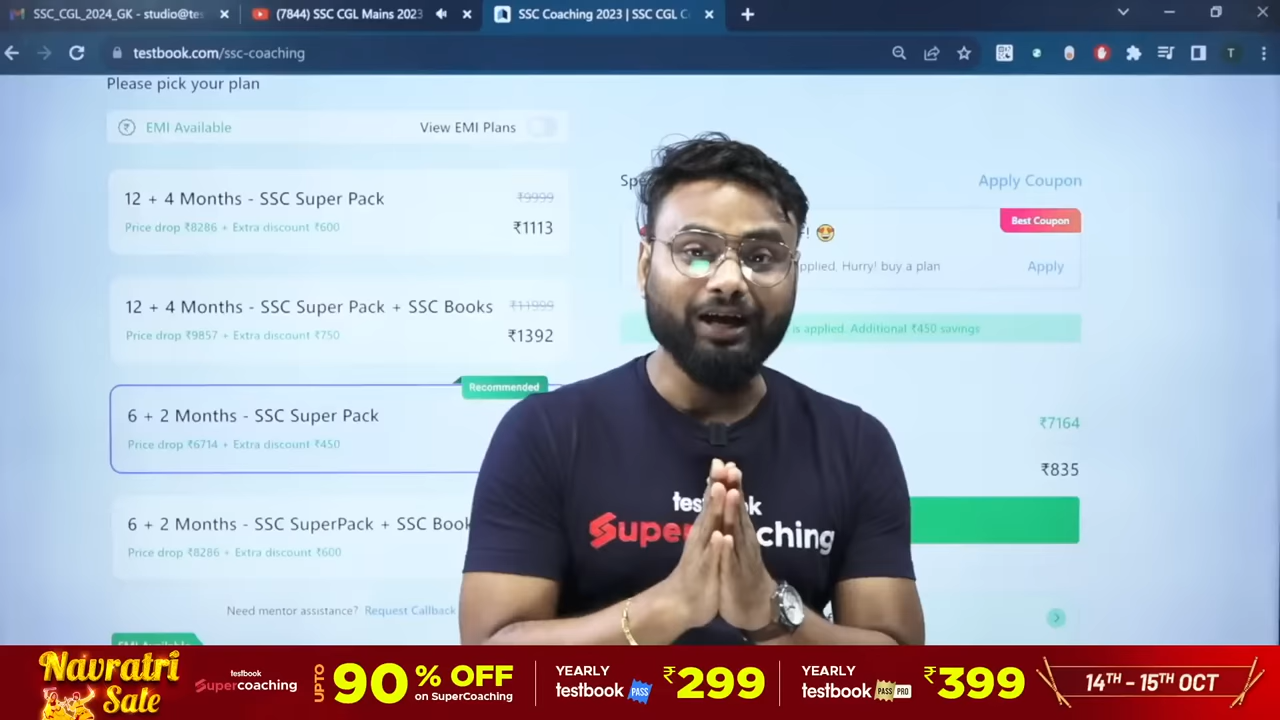 SSC_CGL_2024_GK - studio@tes
(7844) SSC CGL Mains 2023
SSC Coaching 2023 | SSC CGL C
testbook.com/ssc-coaching
T
Please pick your plan
EMI Available
View EMI Plans
12 + 4 Months - SSC Super Pack
₹9999
Price drop ₹8286 + Extra discount ₹600
₹1113
12 + 4 Months - SSC Super Pack + SSC Books
₹11999
Price drop ₹9857 + Extra discount ₹750
₹1392
Recommended
6 + 2 Months - SSC Super Pack
Price drop ₹6714 + Extra discount ₹450
6 + 2 Months - SSC SuperPack + SSC Book
Price drop ₹8286 + Extra discount ₹600
Need mentor assistance? Request Callback
EMI Available
Apply Coupon
Best Coupon
pplied. Hurry! buy a plan
Apply
is applied. Additional ₹450 savings
₹7164
₹835
testbook
Supercoaching
Navratri
Sale
testbook
Supercoaching
UPTO
90% OFF
on SuperCoaching
YEARLY
testbook PASS
₹299
YEARLY
testbook PASS PRO
₹399
14TH - 15TH OCT